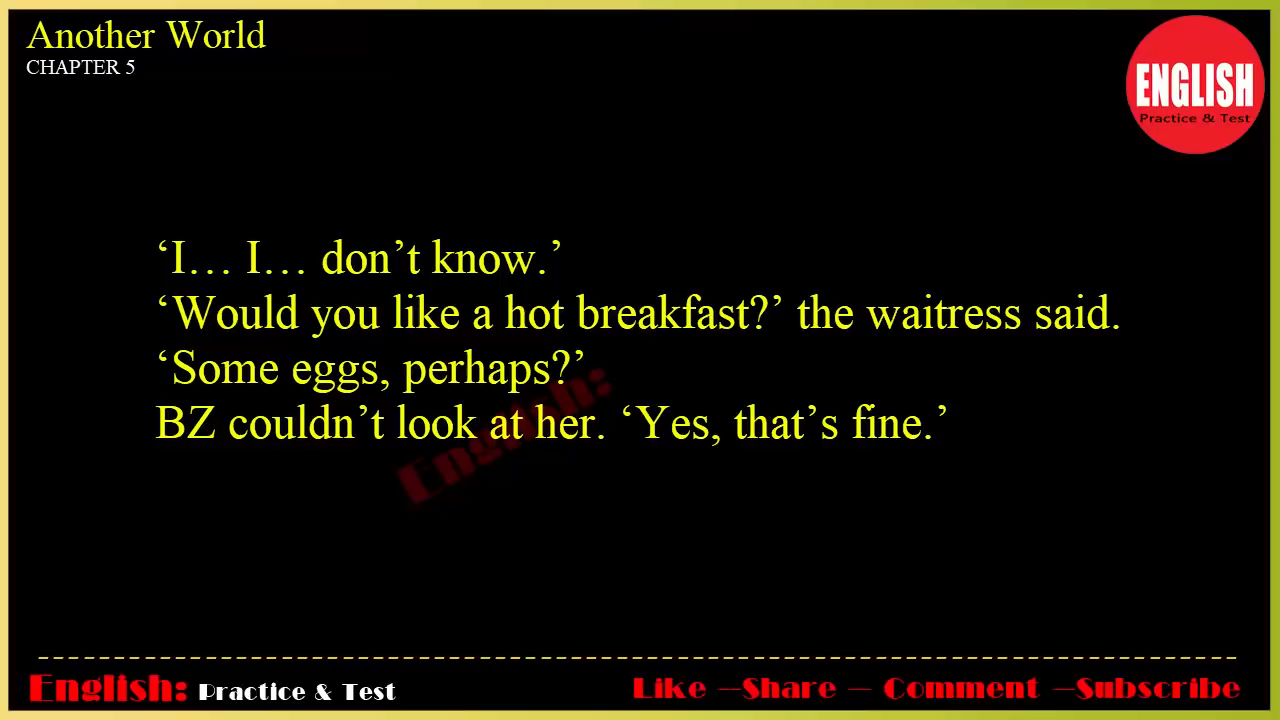 Another World
CHAPTER 5
ENGLISH
Practice & Test
‘I… I… don’t know.’
‘Would you like a hot breakfast?’ the waitress said.
‘Some eggs, perhaps?’
BZ couldn’t look at her. ‘Yes, that’s fine.’
English:
English: Practice & Test
Like —Share — Comment —Subscribe